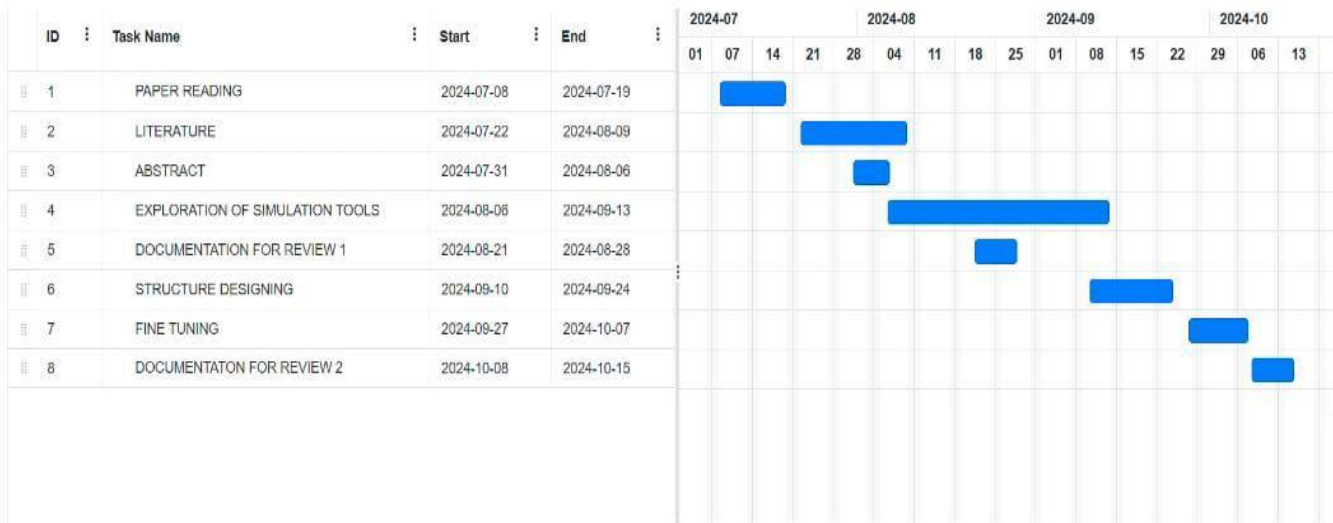 2024-07 2024-08 2024-09 2024-10
ID Task Name Start End
01 07 14 21 28 04 11 18 25 01 08 15 22 29 06 13
1 PAPER READING 2024-07-08 2024-07-19
2 LITERATURE 2024-07-22 2024-08-09
3 ABSTRACT 2024-07-31 2024-08-06
4 EXPLORATION OF SIMULATION TOOLS 2024-08-06 2024-09-13
5 DOCUMENTATION FOR REVIEW 1 2024-08-21 2024-08-28
6 STRUCTURE DESIGNING 2024-09-10 2024-09-24
7 FINE TUNING 2024-09-27 2024-10-07
8 DOCUMENTATON FOR REVIEW 2 2024-10-08 2024-10-15